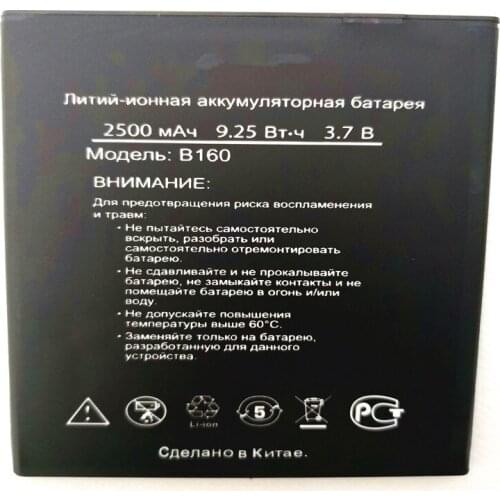 Литий-ионная аккумуляторная батарея
2500 мАч 9.25 Вт·ч 3.7 В
Модель: B160
ВНИМАНИЕ:
Для предотвращения риска воспламенения
и травм:
• Не пытайтесь самостоятельно
вскрыть, разобрать или
самостоятельно отремонтировать
батарею.
• Не сдавливайте и не прокалывайте
батарею, не замыкайте контакты и не
помещайте батарею в огонь и/или
воду.
• Не допускайте повышения
температуры выше 60°C.
• Заменяйте только на батарею,
разработанную для данного
устройства.
Li-ion 5 РСТ
Сделано в Китае.